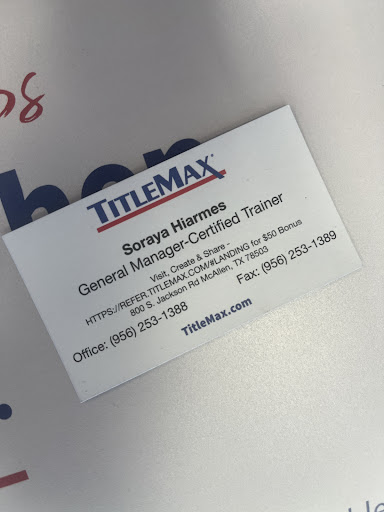 TITLEMAX®
Soraya Hiarmes
General Manager-Certified Trainer
Visit, Create & Share -
HTTPS://REFER.TITLEMAX.COM/#LANDING for $50 Bonus
800 S. Jackson Rd McAllen, TX 78503
Office: (956) 253-1388
Fax: (956) 253-1389
TitleMax.com